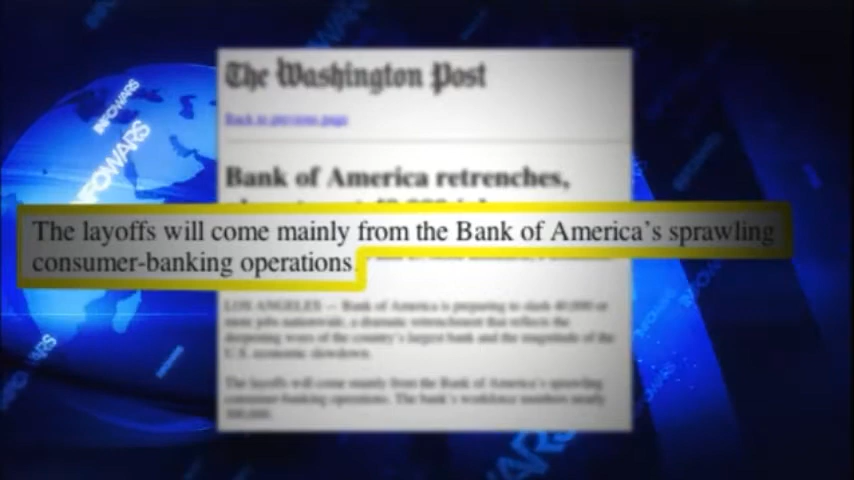 The Washington Post
Back to previous page
Bank of America retrenches,
The layoffs will come mainly from the Bank of America's sprawling
consumer-banking operations
LOS ANGELES — Bank of America is preparing to slash 40,000 or
more jobs nationwide, a dramatic retrenchment that reflects the
deepening woes of the country's largest bank and the magnitude of the
U.S. economic slowdown.
The layoffs will come mainly from the Bank of America's sprawling
consumer-banking operations. The bank's workforce numbers nearly
300,000.
INFOWARS
INFOWARS
INFOWARS